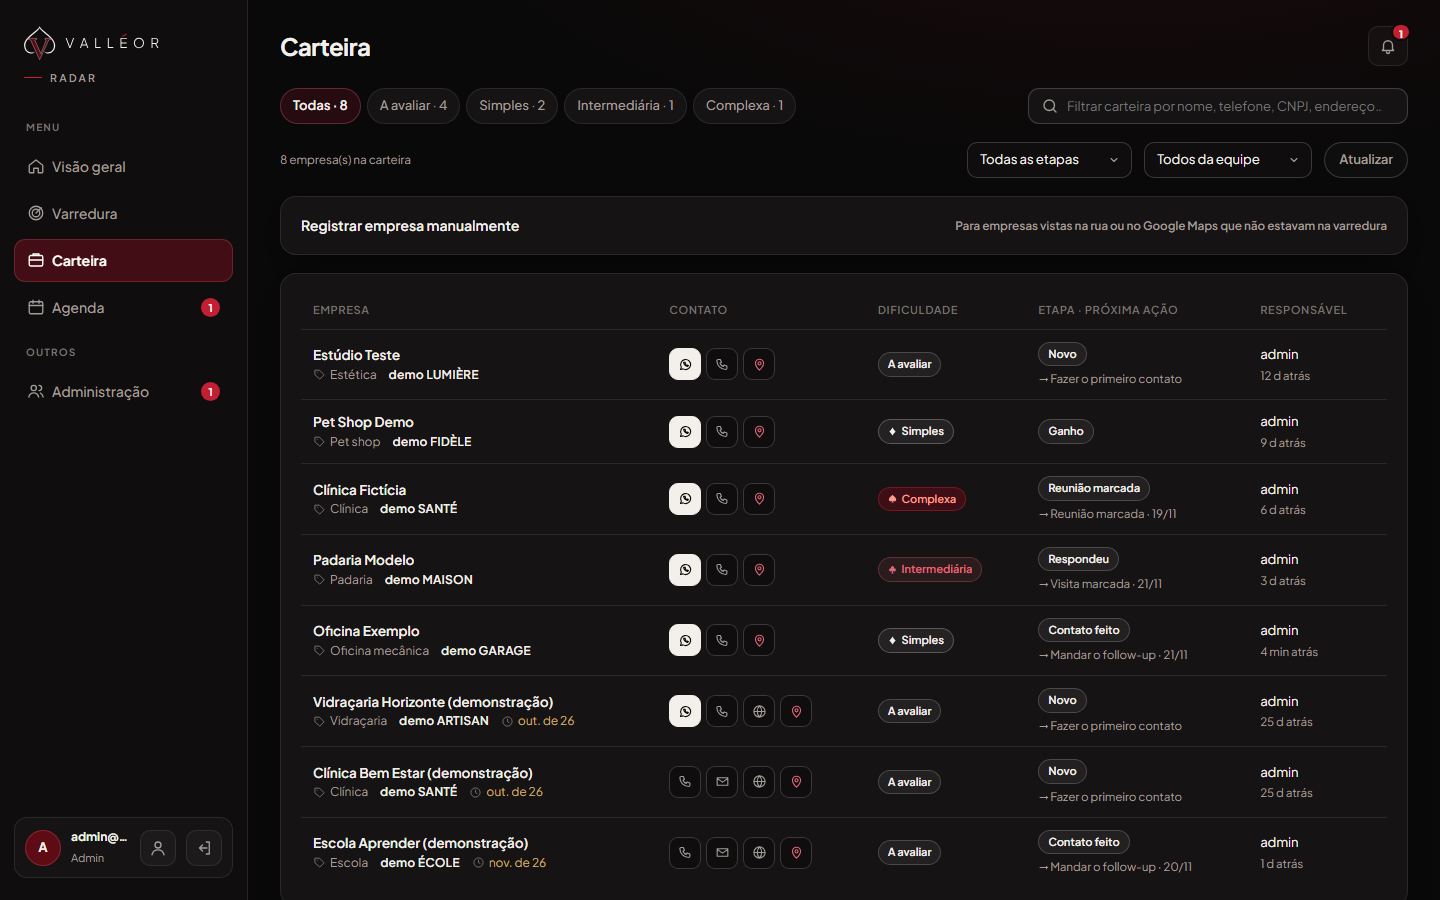 VALLÉOR
RADAR
MENU
Visão geral
Varredura
Carteira
Agenda 1
OUTROS
Administração 1
A admin@...
Admin
Carteira
1
Todas · 8 A avaliar · 4 Simples · 2 Intermediária · 1 Complexa · 1
Filtrar carteira por nome, telefone, CNPJ, endereço..
8 empresa(s) na carteira
Todas as etapas Todos da equipe Atualizar
Registrar empresa manualmente Para empresas vistas na rua ou no Google Maps que não estavam na varredura
EMPRESA CONTATO DIFICULDADE ETAPA · PRÓXIMA AÇÃO RESPONSÁVEL
Estúdio Teste
Estética demo LUMIÈRE
A avaliar
Novo
→Fazer o primeiro contato
admin
12 d atrás
Pet Shop Demo
Pet shop demo FIDÈLE
♦ Simples
Ganho
admin
9 d atrás
Clínica Fictícia
Clínica demo SANTÉ
♠ Complexa
Reunião marcada
→Reunião marcada · 19/11
admin
6 d atrás
Padaria Modelo
Padaria demo MAISON
♠ Intermediária
Respondeu
→Visita marcada · 21/11
admin
3 d atrás
Oficina Exemplo
Oficina mecânica demo GARAGE
♦ Simples
Contato feito
→Mandar o follow-up · 21/11
admin
4 min atrás
Vidraçaria Horizonte (demonstração)
Vidraçaria demo ARTISAN out. de 26
A avaliar
Novo
→Fazer o primeiro contato
admin
25 d atrás
Clínica Bem Estar (demonstração)
Clínica demo SANTÉ out. de 26
A avaliar
Novo
→Fazer o primeiro contato
admin
25 d atrás
Escola Aprender (demonstração)
Escola demo ÉCOLE nov. de 26
A avaliar
Contato feito
→Mandar o follow-up · 20/11
admin
1 d atrás